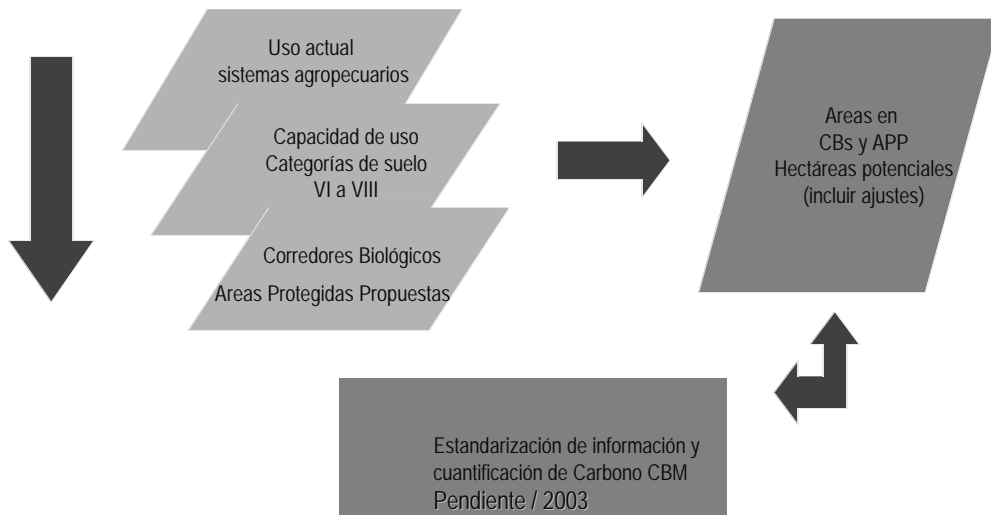 Uso actual
sistemas agropecuarios
Capacidad de uso
Categorías de suelo
VI a VIII
Corredores Biológicos
Areas Protegidas Propuestas
Areas en
CBs y APP
Hectáreas potenciales
(incluir ajustes)
Estandarización de información y
cuantificación de Carbono CBM
Pendiente / 2003